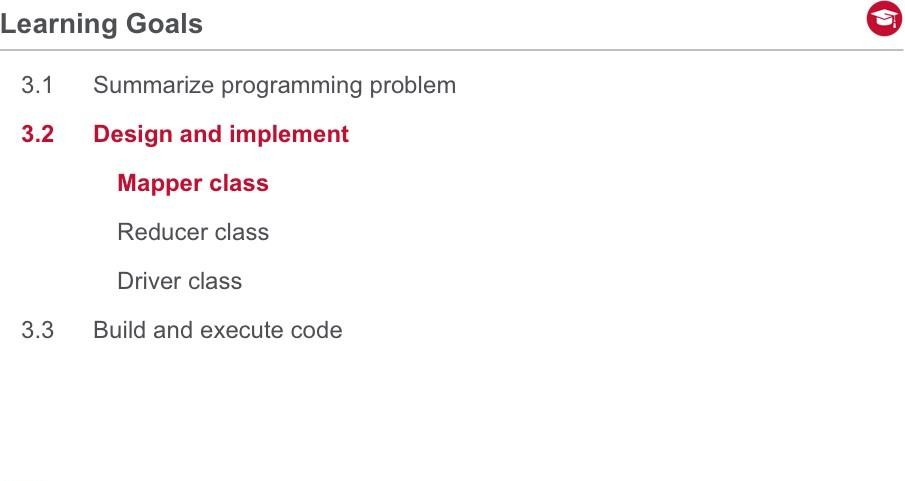 Learning Goals
3.1 Summarize programming problem
3.2 Design and implement
Mapper class
Reducer class
Driver class
3.3 Build and execute code